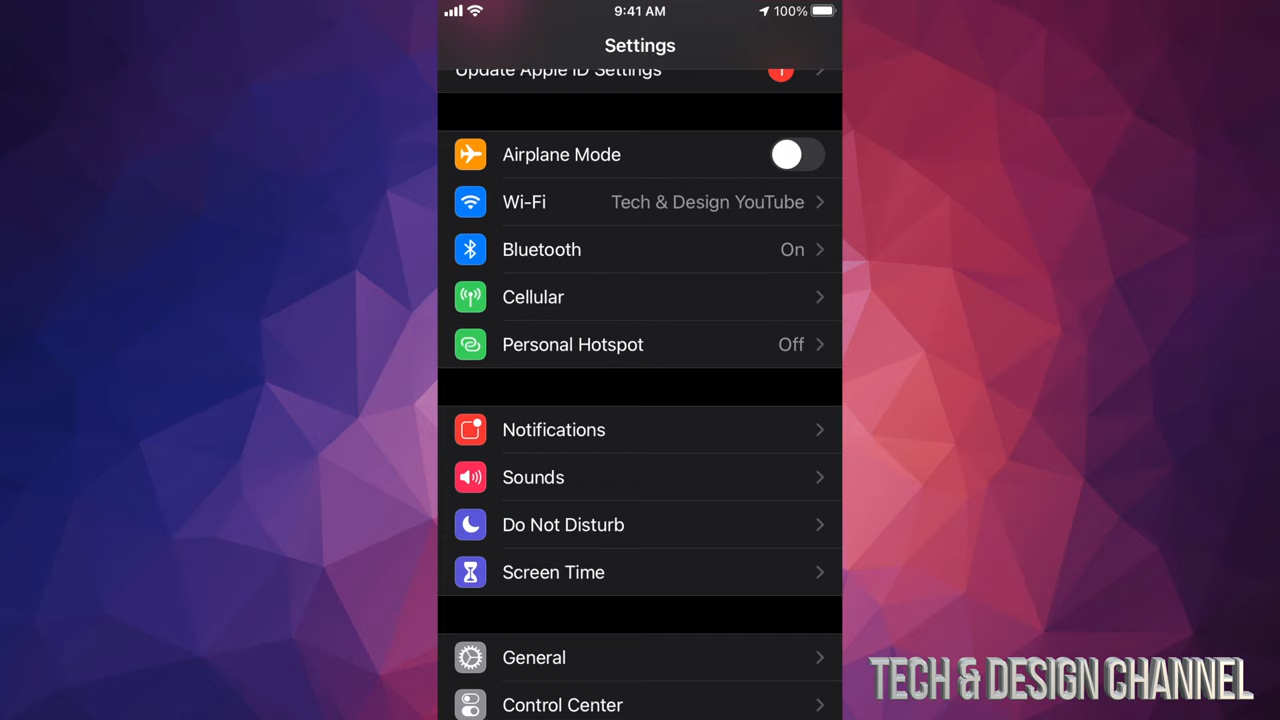 9:41 AM
100%
Settings
Update Apple ID Settings
1
Airplane Mode
Wi-Fi
Tech & Design YouTube
Bluetooth
On
Cellular
Personal Hotspot
Off
Notifications
Sounds
Do Not Disturb
Screen Time
General
Control Center
TECH & DESIGN CHANNEL